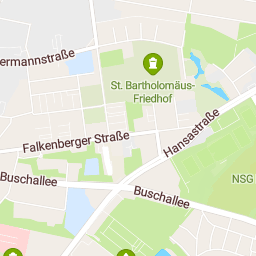 ermannstraße
St. Bartholomäus-
Friedhof
Falkenberger Straße
Hansastraße
Buschallee
NSG
Buschallee